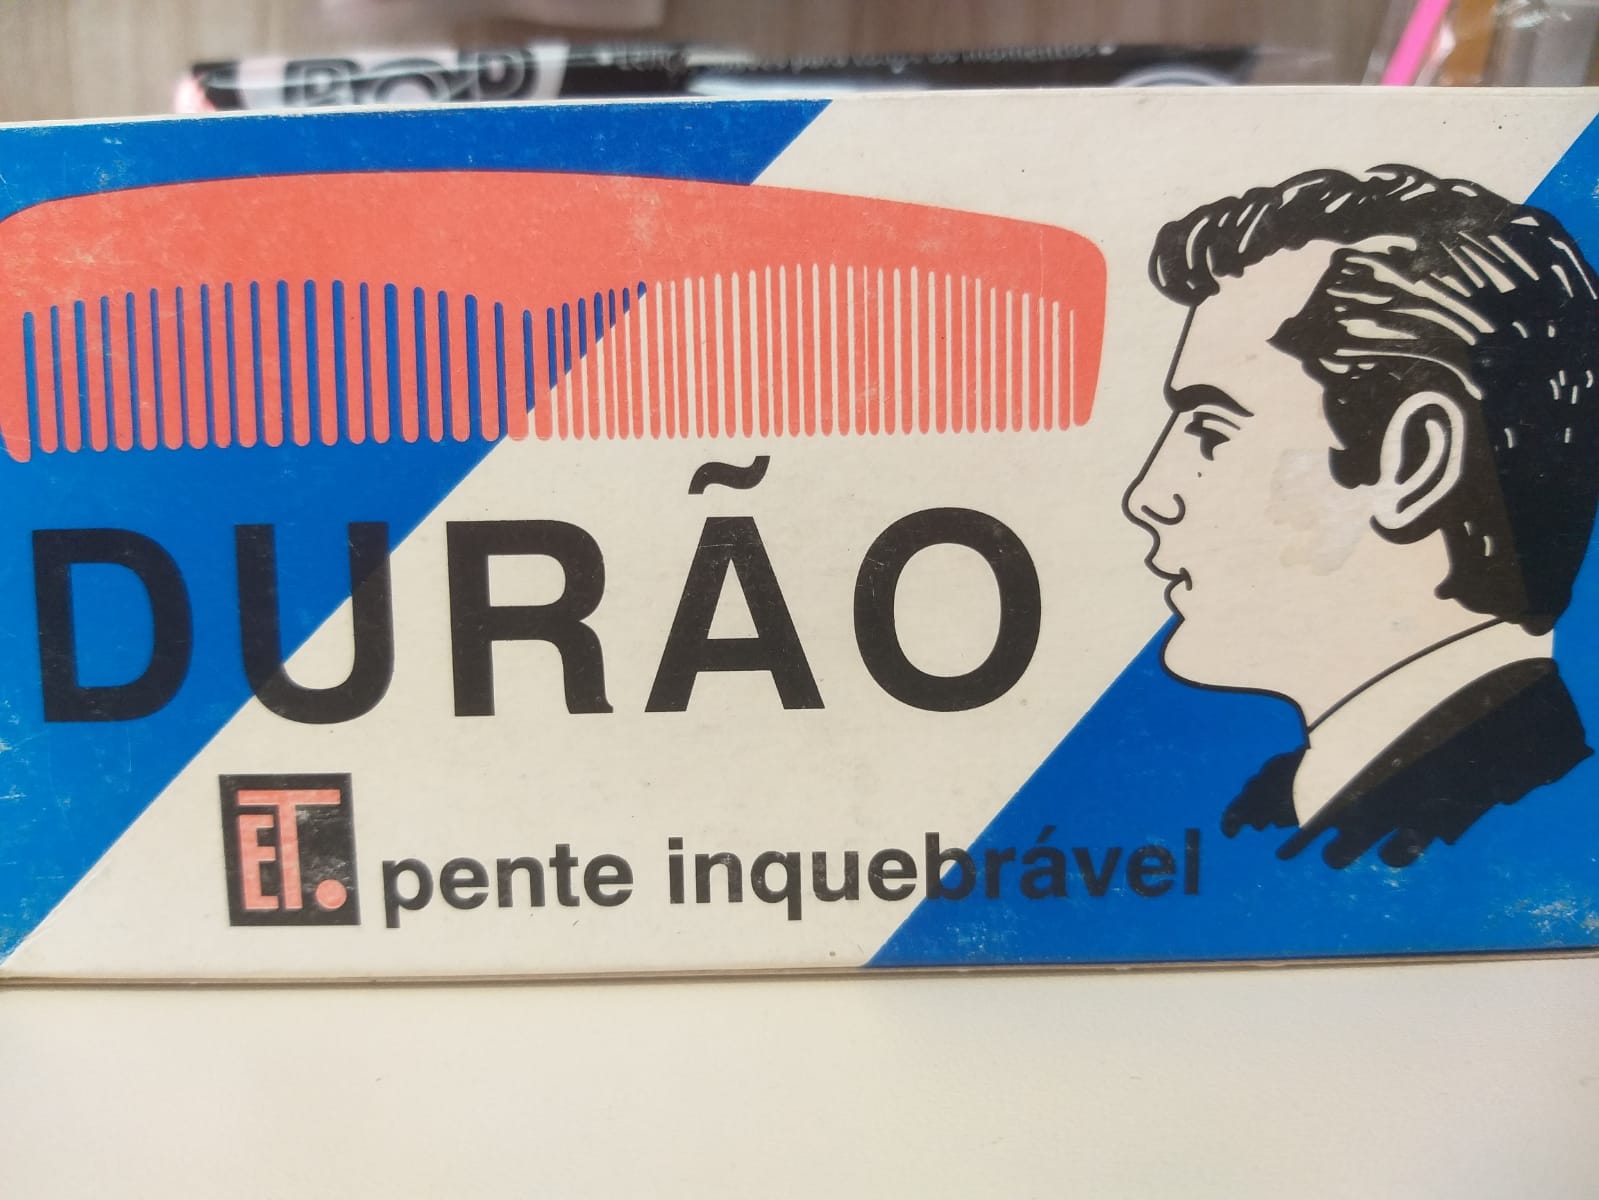 DURÃO
ET.
pente inquebrável